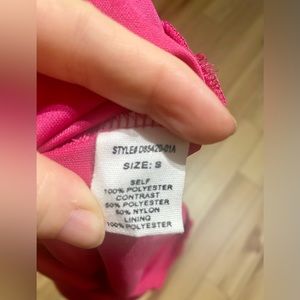 STYLE# D85420-01A
SIZE: S
SELF
100% POLYESTER
CONTRAST
50% POLYESTER
50% NYLON
LINING
100% POLYESTER